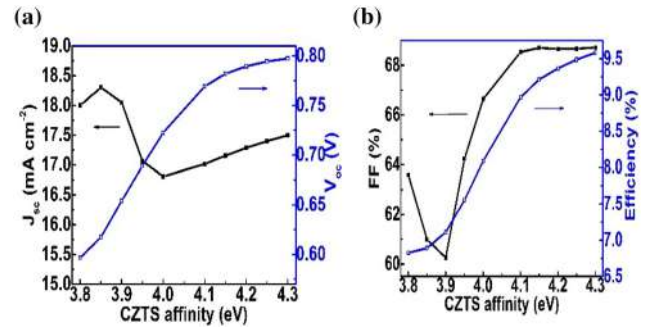 (a)
19.0
18.5
18.0
17.5
17.0
16.5
16.0
15.5
15.0
J_sc (mA cm⁻²)
0.80
0.75
0.70
0.65
0.60
V_oc (V)
3.8 3.9 4.0 4.1 4.2 4.3
CZTS affinity (eV)
(b)
68
66
64
62
60
FF (%)
9.5
9.0
8.5
8.0
7.5
7.0
6.5
Efficiency (%)
3.8 3.9 4.0 4.1 4.2 4.3
CZTS affinity (eV)